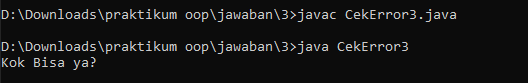 D:\Downloads\praktikum oop\jawaban\3>javac CekError3.java
D:\Downloads\praktikum oop\jawaban\3>java CekError3
Kok Bisa ya?